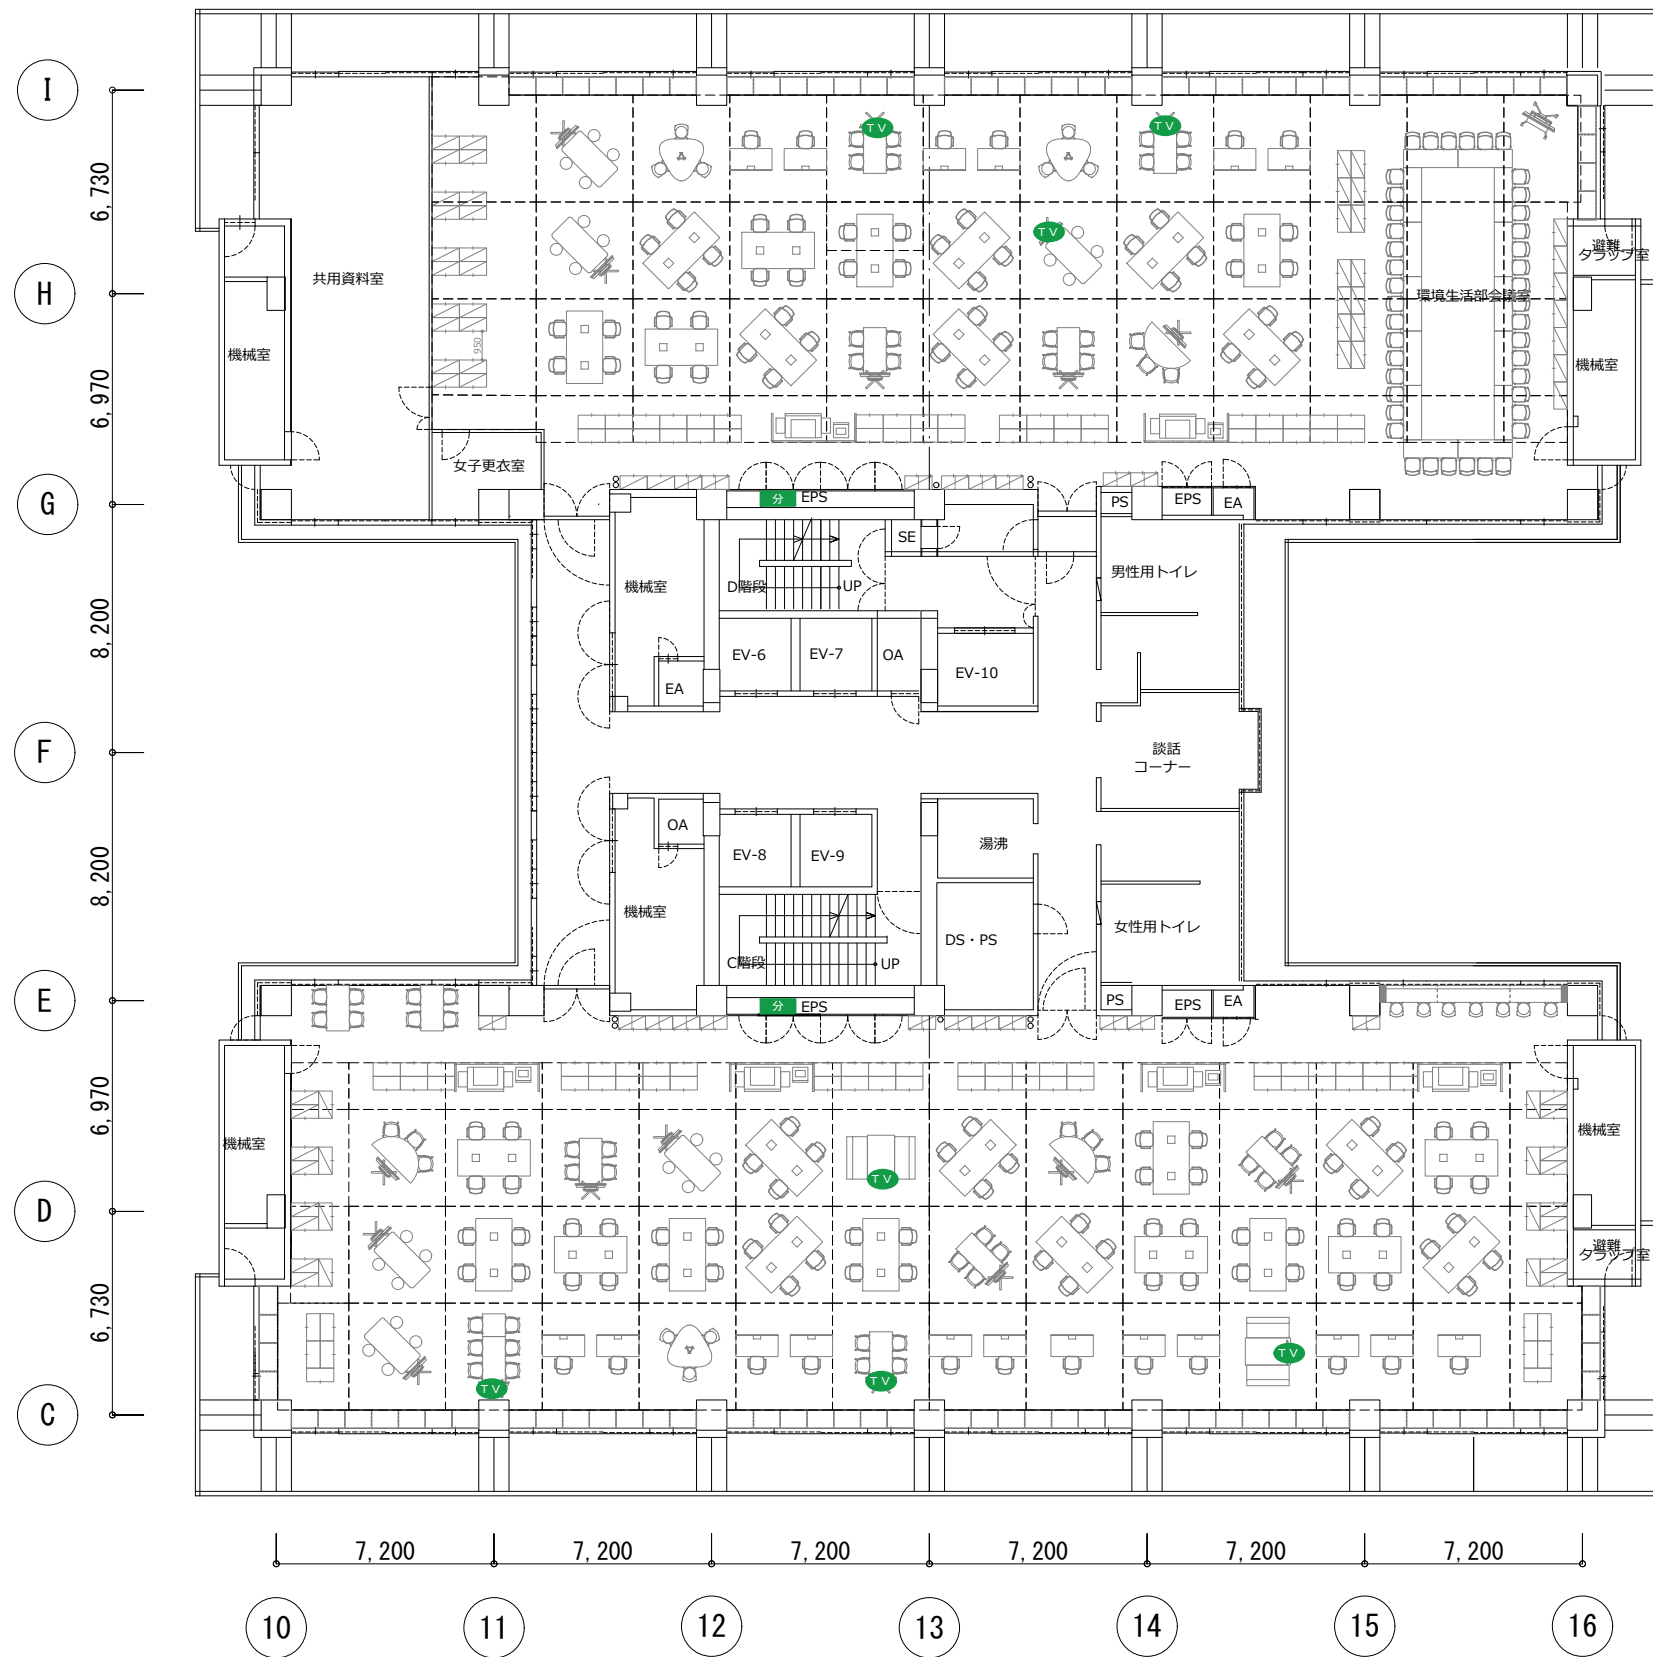 I
TV
TV
6,730
TV
避難
タラップ室
共用資料室
H
環境生活部会議室
950
機械室
機械室
6,970
女子更衣室
G
分
EPS
PS
EPS
EA
SE
機械室
D階段
UP
男性用トイレ
8,200
EV-6
EV-7
OA
EV-10
EA
F
談話
コーナー
OA
EV-8
EV-9
湯沸
8,200
機械室
C階段
UP
DS・PS
女性用トイレ
E
分
EPS
PS
EPS
EA
6,970
機械室
機械室
TV
D
避難
タラップ室
6,730
TV
TV
TV
C
7,200
7,200
7,200
7,200
7,200
7,200
10
11
12
13
14
15
16